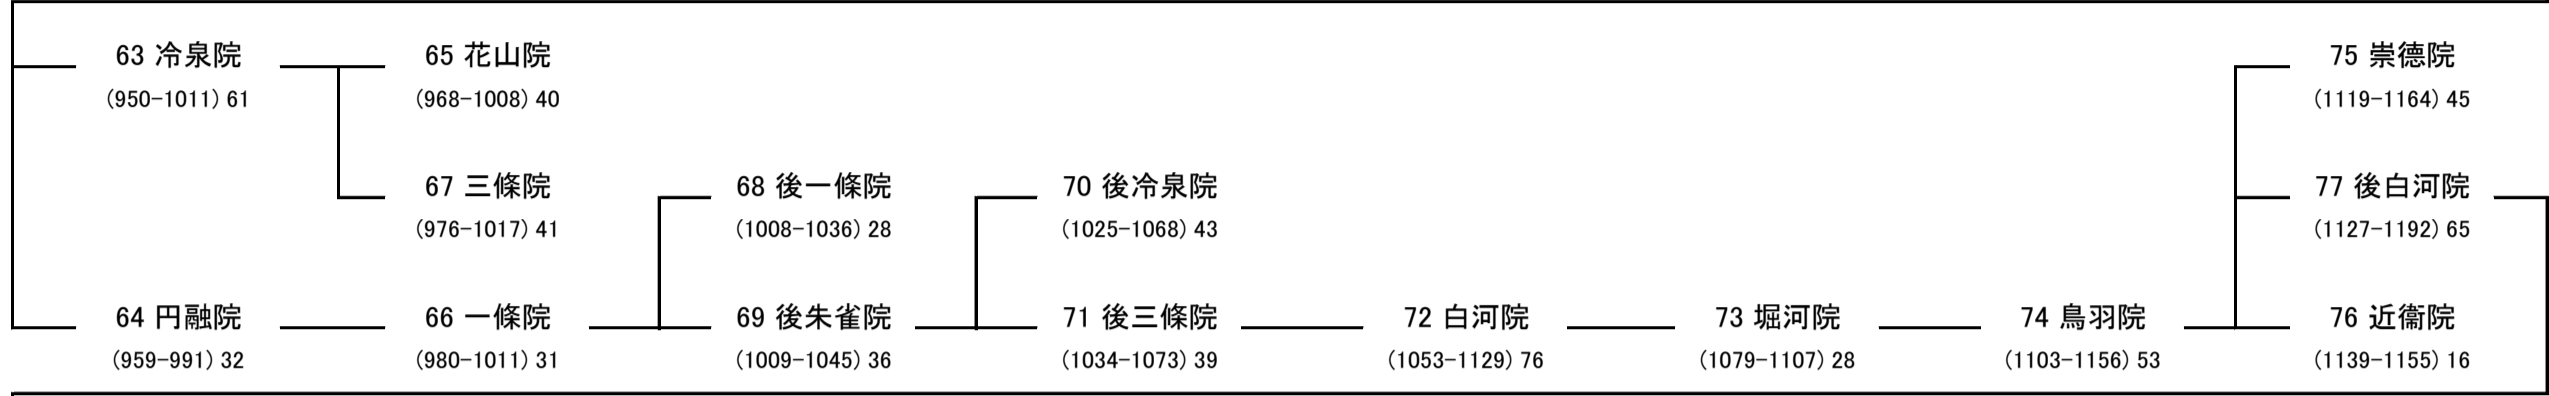 63 冷泉院
(950-1011) 61
65 花山院
(968-1008) 40
75 崇德院
(1119-1164) 45
67 三條院
(976-1017) 41
68 後一條院
(1008-1036) 28
70 後冷泉院
(1025-1068) 43
77 後白河院
(1127-1192) 65
64 円融院
(959-991) 32
66 一條院
(980-1011) 31
69 後朱雀院
(1009-1045) 36
71 後三條院
(1034-1073) 39
72 白河院
(1053-1129) 76
73 堀河院
(1079-1107) 28
74 鳥羽院
(1103-1156) 53
76 近衞院
(1139-1155) 16